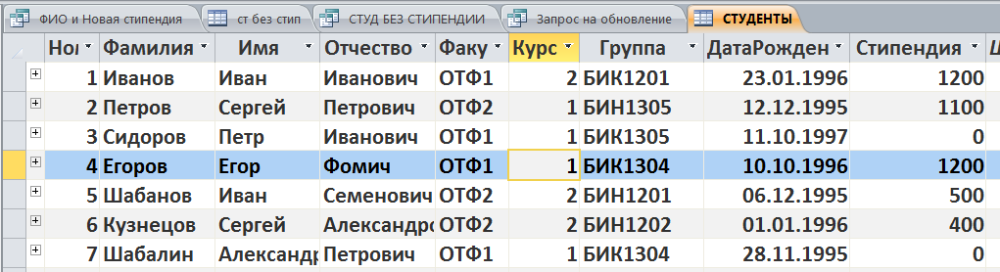 ФИО и Новая стипендия ст без стип СТУД БЕЗ СТИПЕНДИИ Запрос на обновление СТУДЕНТЫ
Ног Фамилия Имя Отчество Факу Курс Группа ДатаРожден Стипендия
1 Иванов Иван Иванович ОТФ1 2 БИК1201 23.01.1996 1200
2 Петров Сергей Петрович ОТФ2 1 БИН1305 12.12.1995 1100
3 Сидоров Петр Иванович ОТФ1 1 БИК1305 11.10.1997 0
4 Егоров Егор Фомич ОТФ1 1 БИК1304 10.10.1996 1200
5 Шабанов Иван Семенович ОТФ2 2 БИН1201 06.12.1995 500
6 Кузнецов Сергей Александро ОТФ2 2 БИН1202 01.01.1996 400
7 Шабалин Александр Петрович ОТФ1 1 БИК1304 28.11.1995 0